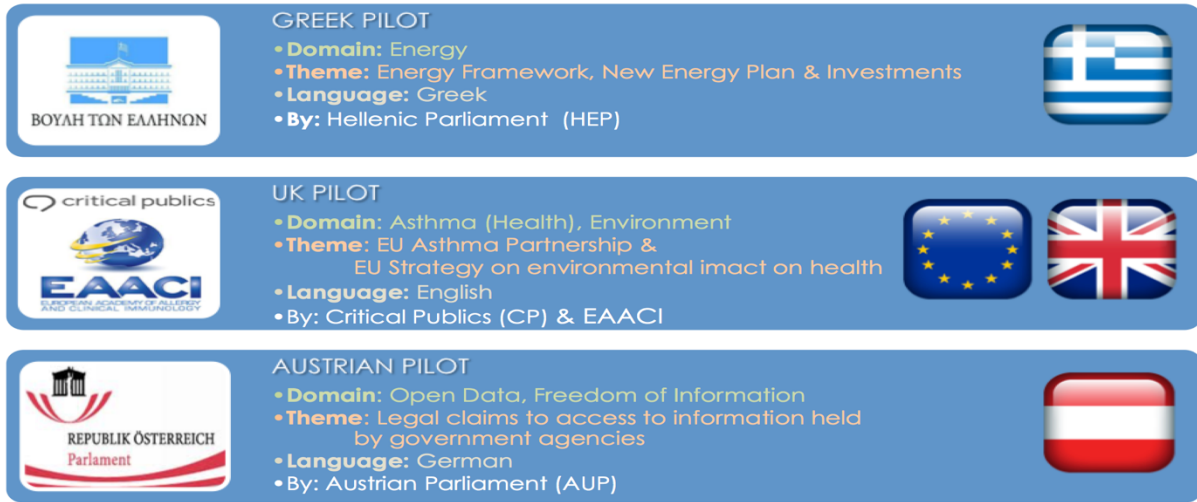 GREEK PILOT
•Domain: Energy
•Theme: Energy Framework, New Energy Plan & Investments
•Language: Greek
•By: Hellenic Parliament (HEP)
ΒΟΥΛΗ ΤΩΝ ΕΛΛΗΝΩΝ
UK PILOT
•Domain: Asthma (Health), Environment
•Theme: EU Asthma Partnership &
EU Strategy on environmental imact on health
•Language: English
•By: Critical Publics (CP) & EAACI
critical publics
EAACI
EUROPEAN ACADEMY OF ALLERGY
AND CLINICAL IMMUNOLOGY
AUSTRIAN PILOT
•Domain: Open Data, Freedom of Information
•Theme: Legal claims to access to information held
by government agencies
•Language: German
•By: Austrian Parliament (AUP)
REPUBLIK ÖSTERREICH
Parlament